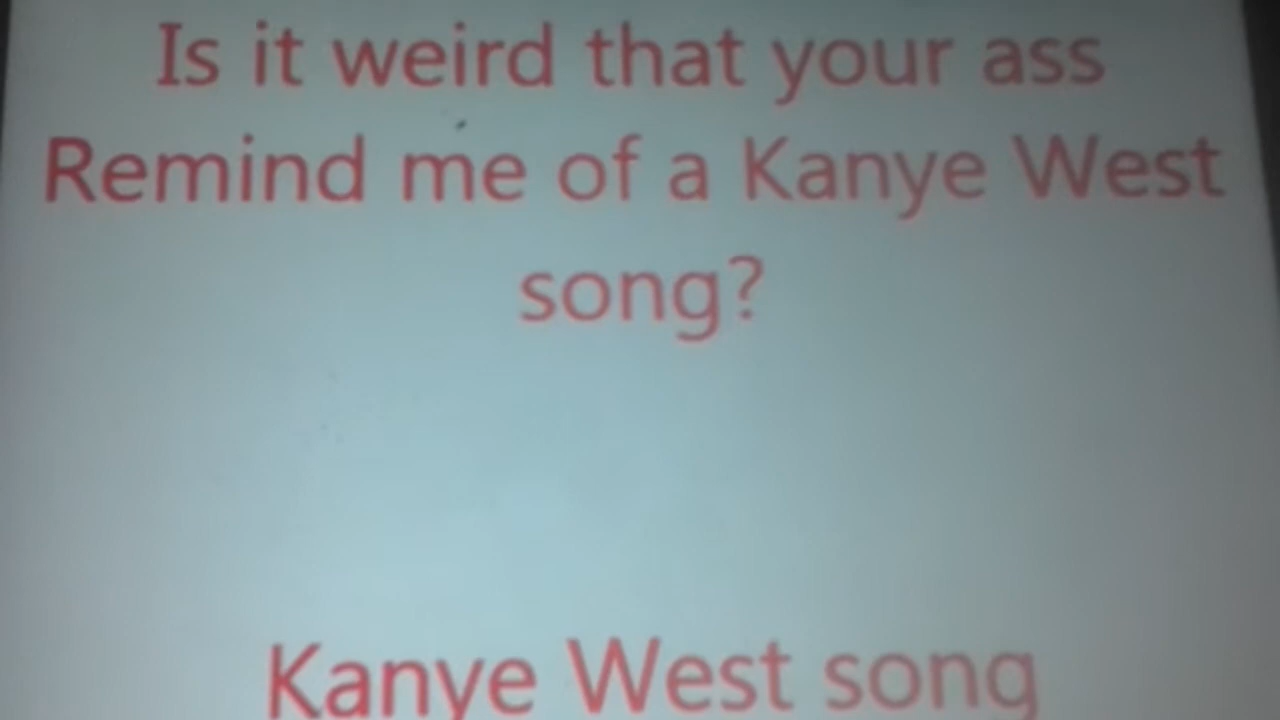 Is it weird that your ass
Remind me of a Kanye West
song?
Kanye West song